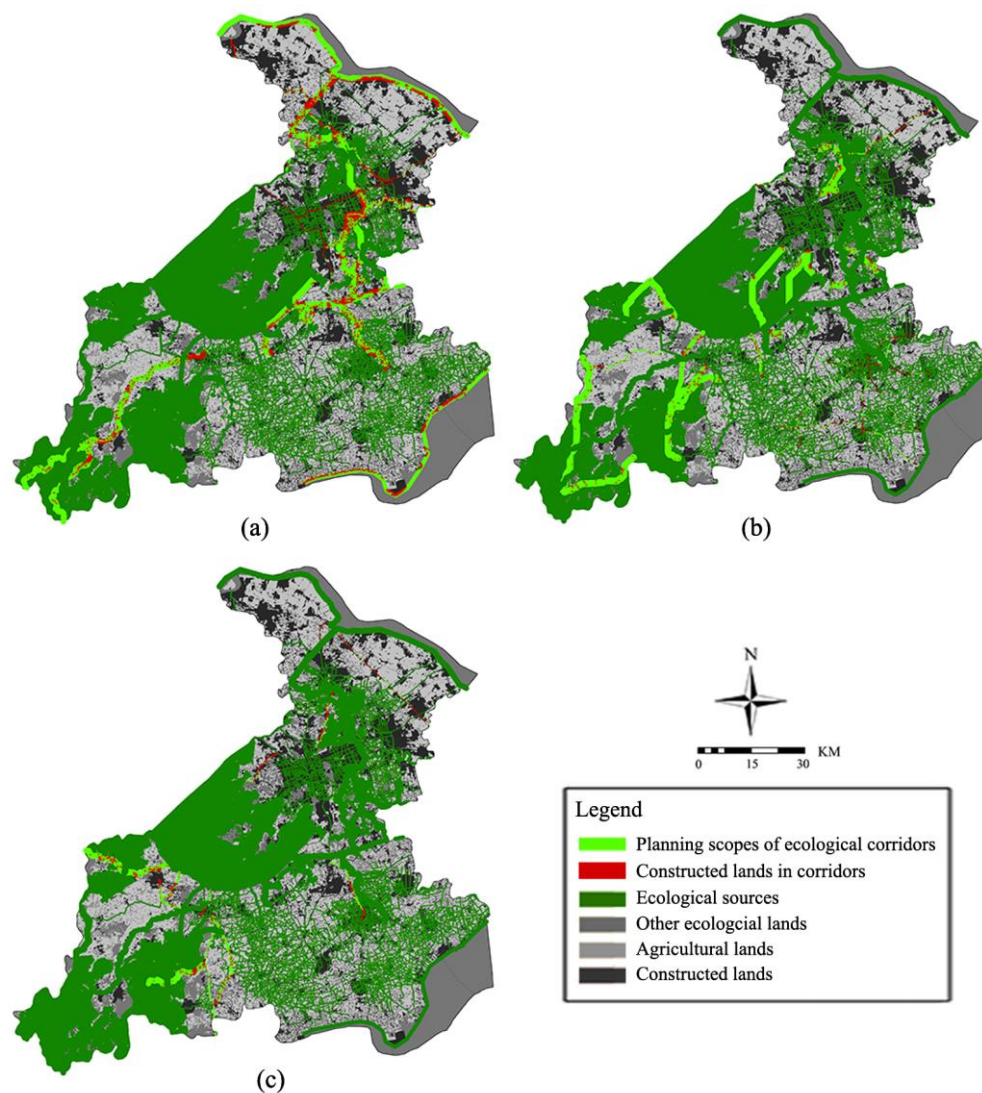 (a)
(b)
(c)
N
KM
0 15 30
Legend
Planning scopes of ecological corridors
Constructed lands in corridors
Ecological sources
Other ecologcial lands
Agricultural lands
Constructed lands